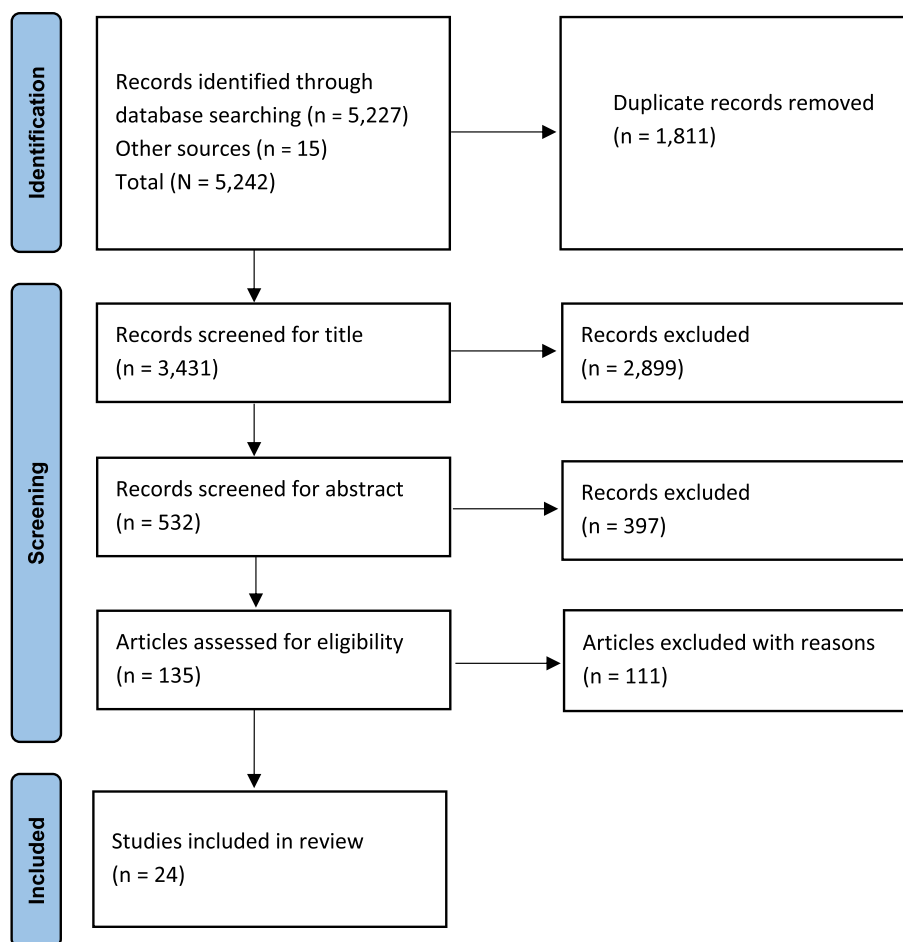 Identification
Records identified through
database searching (n = 5,227)
Other sources (n = 15)
Total (N = 5,242)
Duplicate records removed
(n = 1,811)
Screening
Records screened for title
(n = 3,431)
Records excluded
(n = 2,899)
Records screened for abstract
(n = 532)
Records excluded
(n = 397)
Articles assessed for eligibility
(n = 135)
Articles excluded with reasons
(n = 111)
Included
Studies included in review
(n = 24)